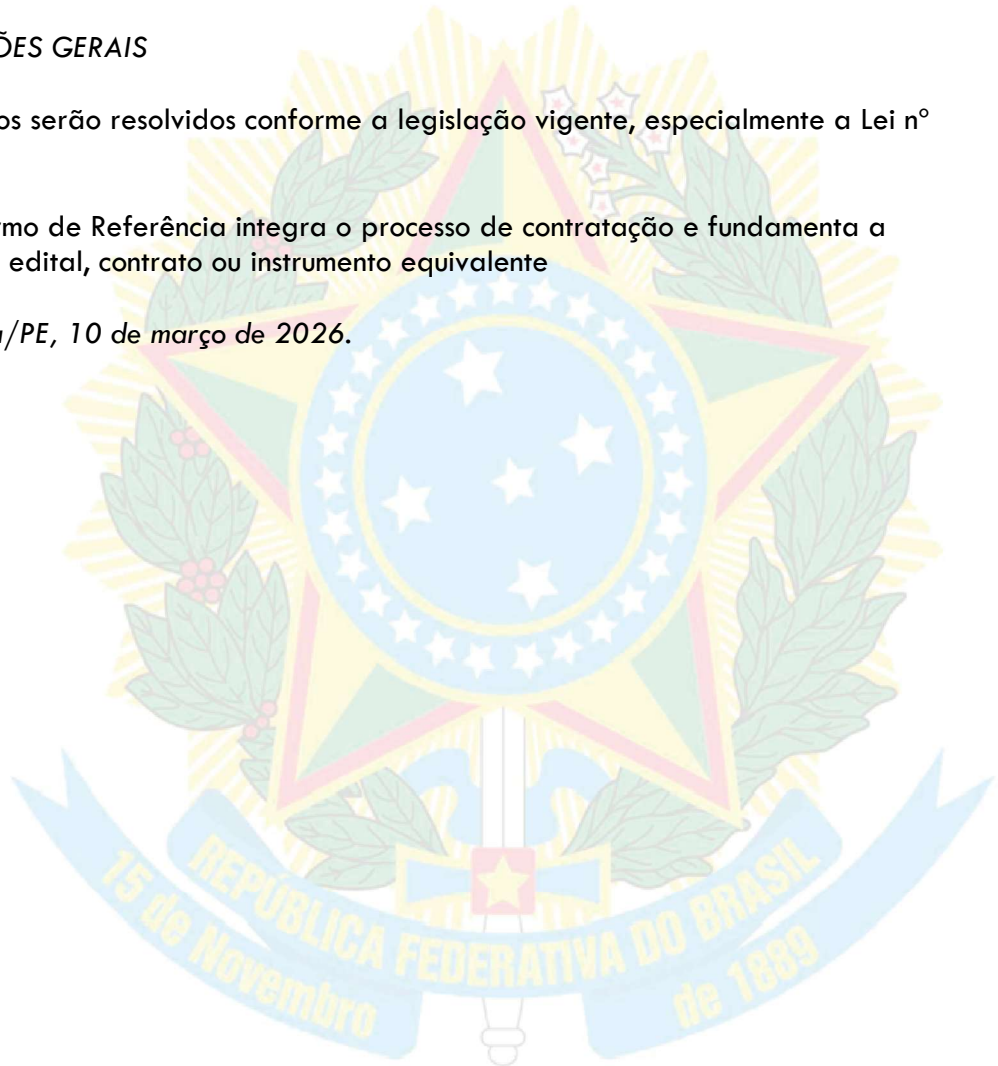 ÕES GERAIS
os serão resolvidos conforme a legislação vigente, especialmente a Lei nº
rmo de Referência integra o processo de contratação e fundamenta a
edital, contrato ou instrumento equivalente
/PE, 10 de março de 2026.
REPÚBLICA FEDERATIVA DO BRASIL
15 de Novembro
de 1889